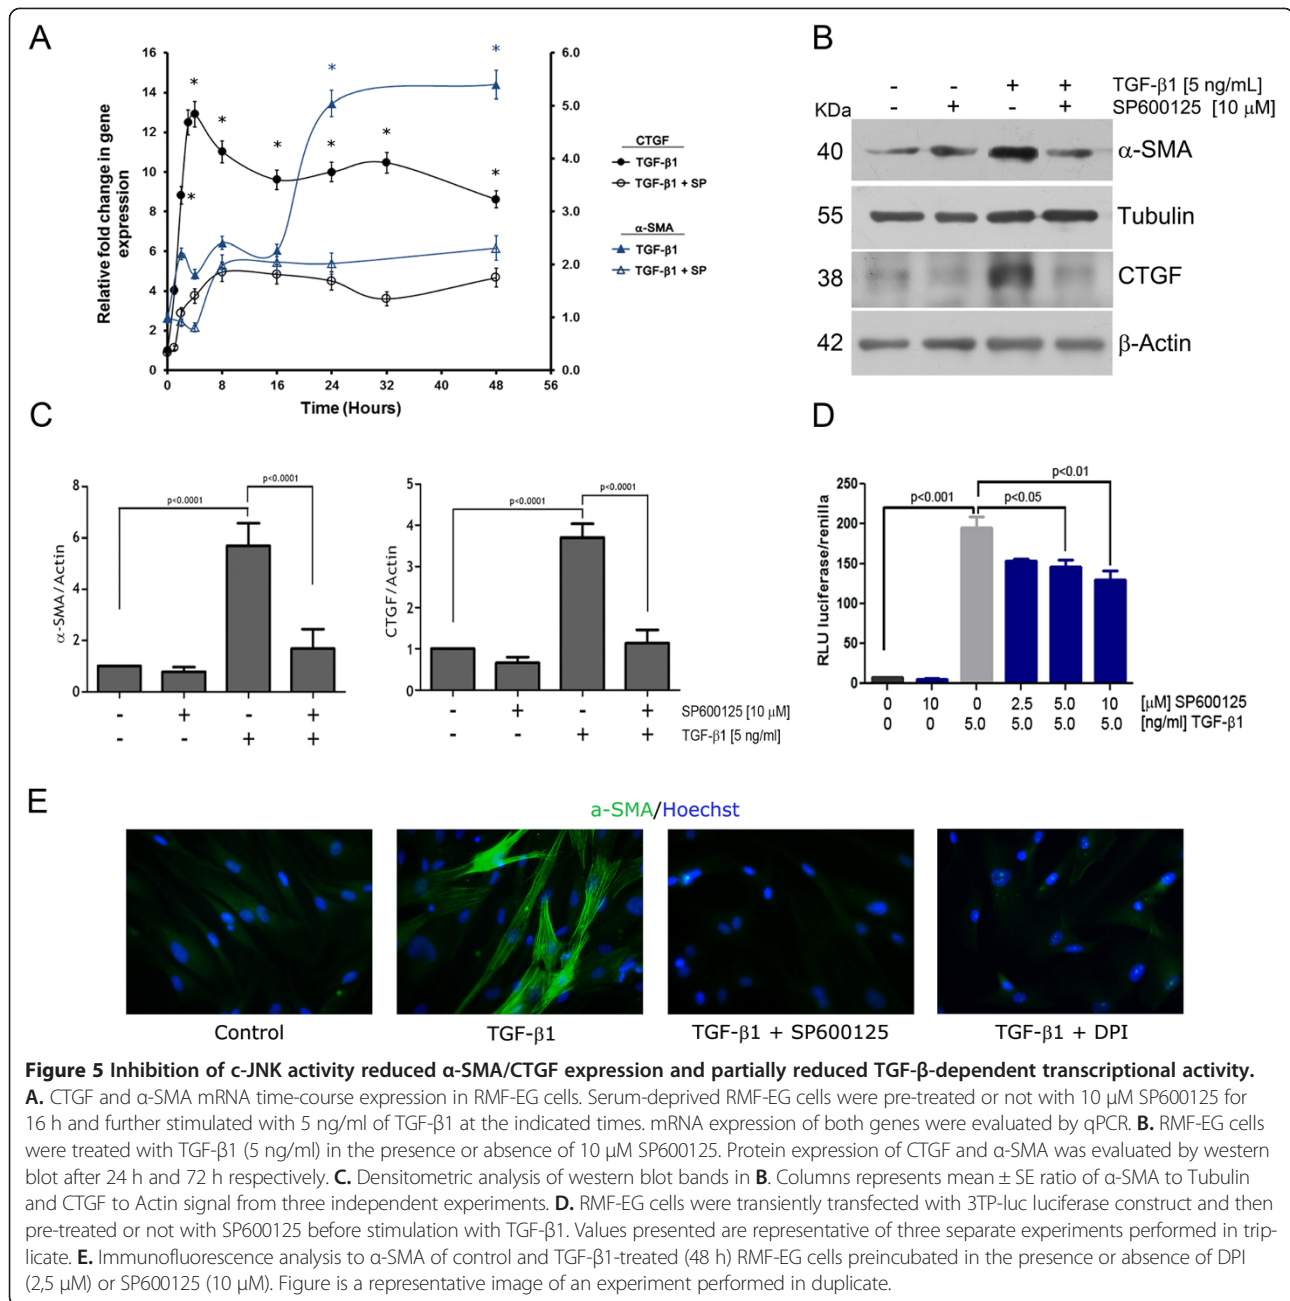 A
Relative fold change in gene
expression
16
14
12
10
8
6
4
2
0
6.0
5.0
4.0
3.0
2.0
1.0
0.0
* * * * * * * * *
*
0 8 16 24 32 40 48 56
Time (Hours)
CTGF
TGF-β1
TGF-β1 + SP
α-SMA
TGF-β1
TGF-β1 + SP
B
- - + + TGF-β1 [5 ng/mL]
KDa - + - + SP600125 [10 μM]
40 α-SMA
55 Tubulin
38 CTGF
42 β-Actin
C
α-SMA/Actin
8
6
4
2
0
p<0.0001
p<0.0001
- + - +
- - + +
CTGF/Actin
5
4
3
2
1
0
p<0.0001
p<0.0001
- + - + SP600125 [10 μM]
- - + + TGF-β1 [5 ng/ml]
D
RLU luciferase/renilla
250
200
150
100
50
0
p<0.01
p<0.001 p<0.05
0 10 0 2.5 5.0 10 [μM] SP600125
0 0 5.0 5.0 5.0 5.0 [ng/ml] TGF-β1
E
a-SMA/Hoechst
Control TGF-β1 TGF-β1 + SP600125 TGF-β1 + DPI
Figure 5 Inhibition of c-JNK activity reduced α-SMA/CTGF expression and partially reduced TGF-β-dependent transcriptional activity.
A. CTGF and α-SMA mRNA time-course expression in RMF-EG cells. Serum-deprived RMF-EG cells were pre-treated or not with 10 μM SP600125 for
16 h and further stimulated with 5 ng/ml of TGF-β1 at the indicated times. mRNA expression of both genes were evaluated by qPCR. B. RMF-EG cells
were treated with TGF-β1 (5 ng/ml) in the presence or absence of 10 μM SP600125. Protein expression of CTGF and α-SMA was evaluated by western
blot after 24 h and 72 h respectively. C. Densitometric analysis of western blot bands in B. Columns represents mean ± SE ratio of α-SMA to Tubulin
and CTGF to Actin signal from three independent experiments. D. RMF-EG cells were transiently transfected with 3TP-luc luciferase construct and then
pre-treated or not with SP600125 before stimulation with TGF-β1. Values presented are representative of three separate experiments performed in trip-
licate. E. Immunofluorescence analysis to α-SMA of control and TGF-β1-treated (48 h) RMF-EG cells preincubated in the presence or absence of DPI
(2,5 μM) or SP600125 (10 μM). Figure is a representative image of an experiment performed in duplicate.